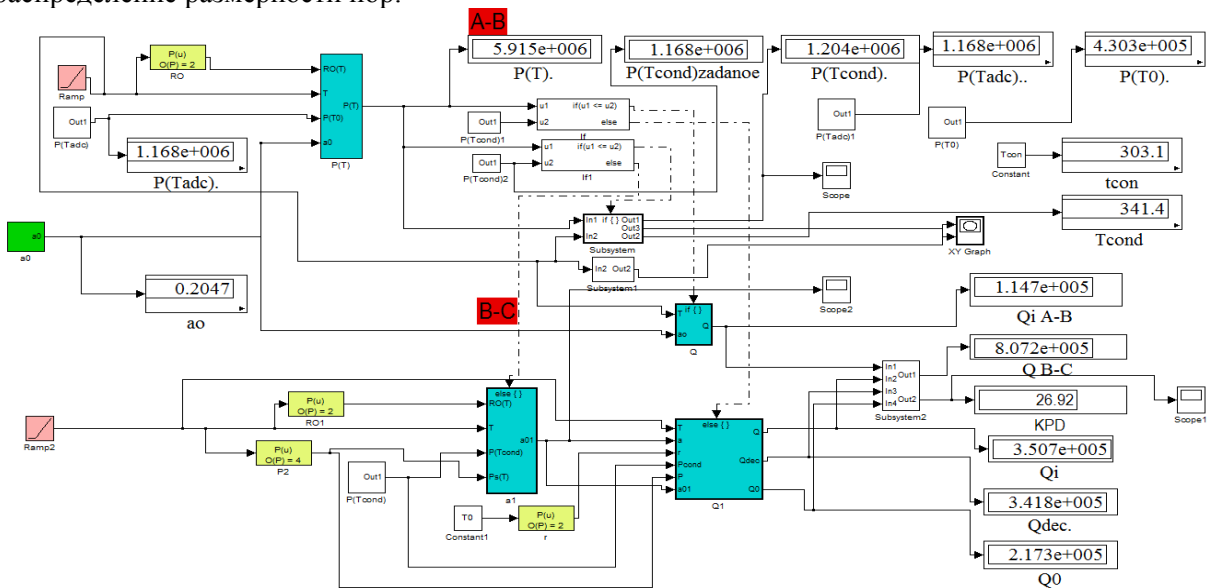 распределение размерности пор.
A-B
5.915e+006
P(T).
1.168e+006
P(Tcond)zadanoe
1.204e+006
P(Tcond).
1.168e+006
P(Tadc)..
4.303e+005
P(T0).
Ramp
P(u)
O(P) = 2
RO
RO(T)
T
P(T0)
a0
P(T)
P(T)
Out1
P(Tadc)
1.168e+006
P(Tadc).
Out1
P(Tcond)1
u1
u2
if(u1 <= u2)
else
If
Out1
P(Tcond)2
u1
u2
if(u1 <= u2)
else
If1
Out1
P(Tadc)1
Out1
P(T0)
Tcon
Constant
303.1
tcon
Scope
341.4
Tcond
a0
a0
0.2047
ao
In1
In2
if { }
Out1
Out3
Out2
Subsystem
In2
Out2
Subsystem1
XY Graph
Scope2
B-C
if { }
T
ao
Q
Q
1.147e+005
Qi A-B
8.072e+005
Q B-C
In1
In2
In3
In4
Out1
Out2
Subsystem2
26.92
KPD
Scope1
Ramp2
P(u)
O(P) = 2
RO1
P(u)
O(P) = 4
P2
Out1
P(Tcond)
else { }
RO(T)
T
P(Tcond)
Ps(T)
a01
a1
T0
Constant1
P(u)
O(P) = 2
r
else { }
T
a
r
Pcond
P
a01
Q
Qdec
Q0
Q1
3.507e+005
Qi
3.418e+005
Qdec.
2.173e+005
Q0